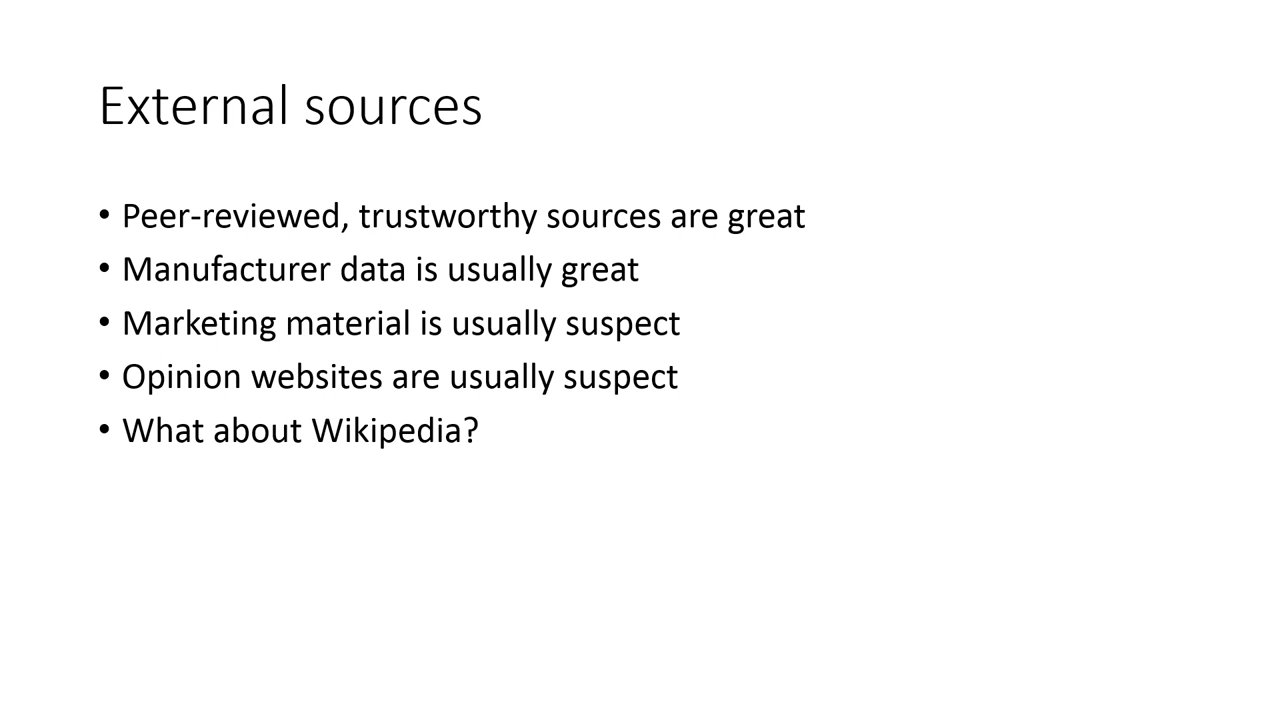 External sources
• Peer-reviewed, trustworthy sources are great
• Manufacturer data is usually great
• Marketing material is usually suspect
• Opinion websites are usually suspect
• What about Wikipedia?